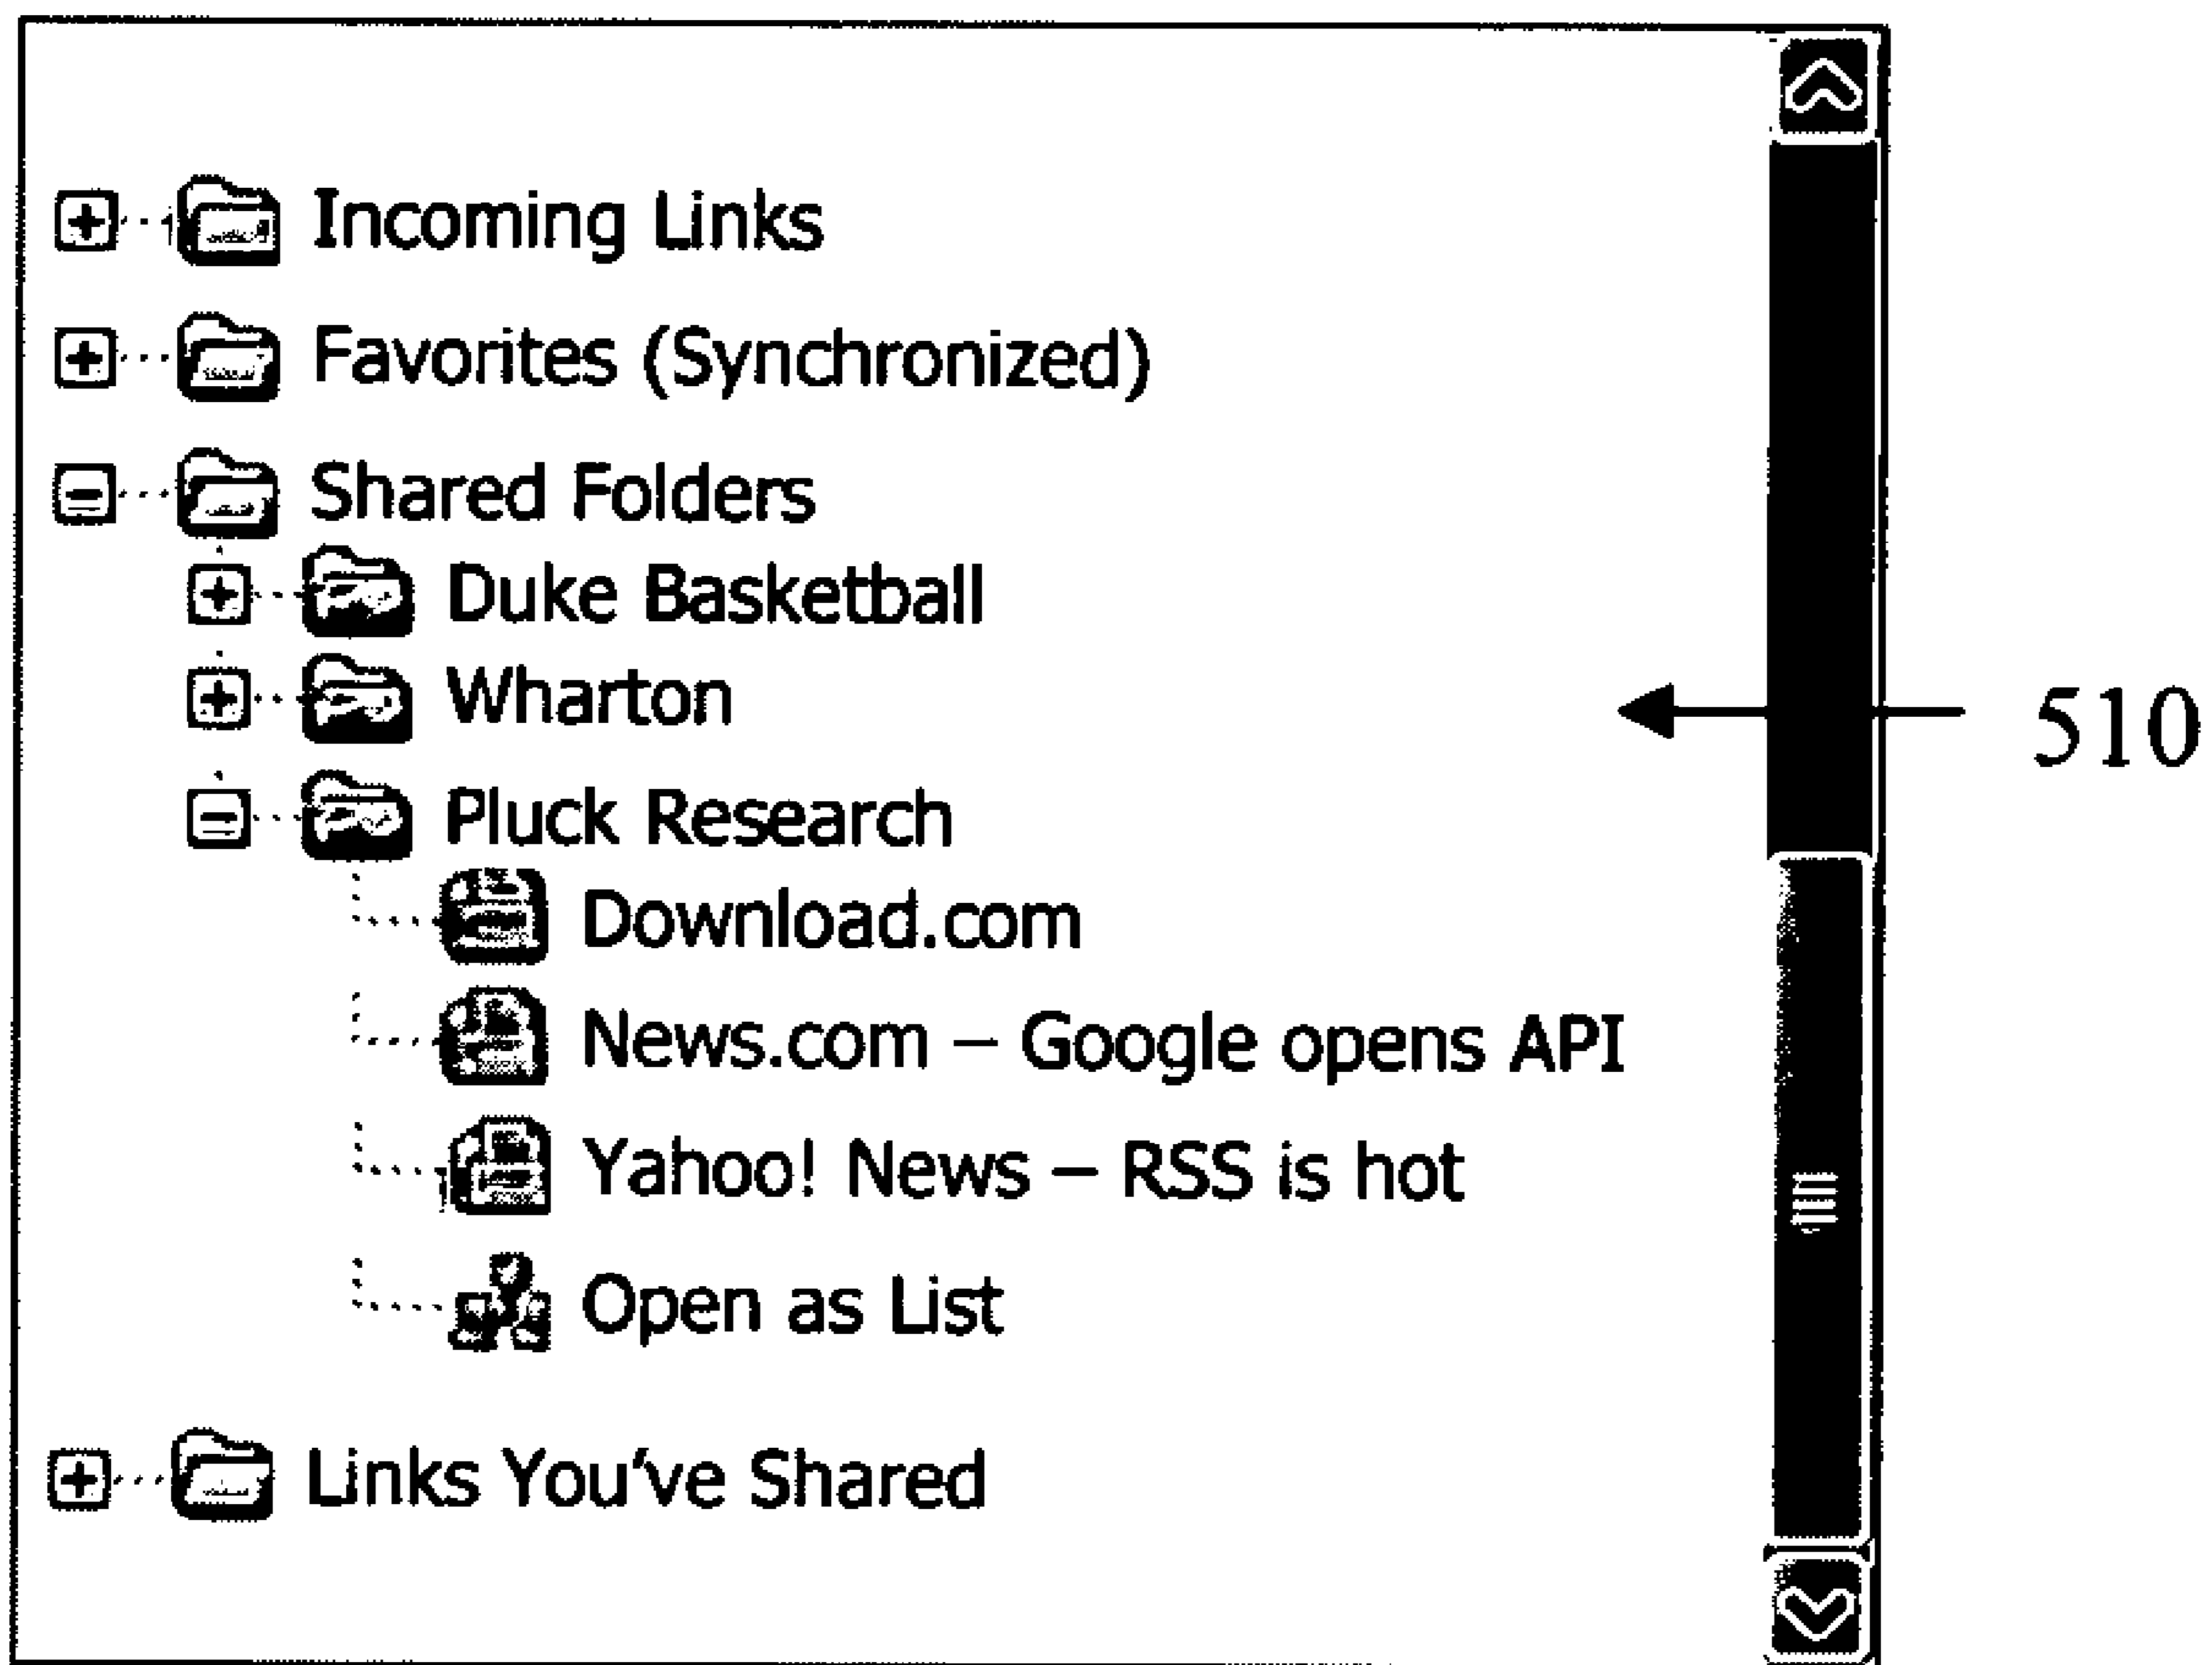 Incoming Links
Favorites (Synchronized)
Shared Folders
Duke Basketball
Wharton
510
Pluck Research
Download.com
News.com – Google opens API
Yahoo! News – RSS is hot
Open as List
Links You've Shared